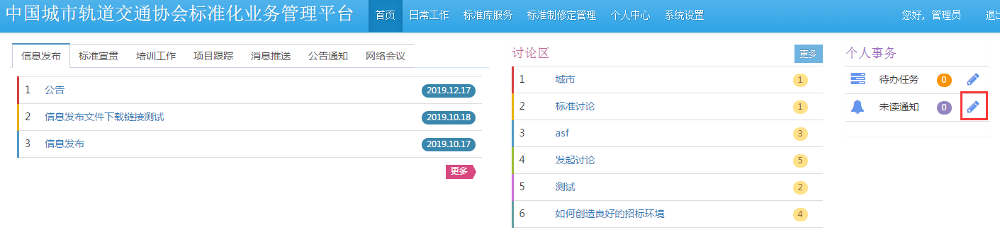 中国城市轨道交通协会标准化业务管理平台 首页 日常工作 标准库服务 标准制修定管理 个人中心 系统设置 您好，管理员
信息发布 标准宣贯 培训工作 项目跟踪 消息推送 公告通知 网络会议
1 公告 2019.12.17
2 信息发布文件下载链接测试 2019.10.18
3 信息发布 2019.10.17
更多
讨论区 更多
1 城市 1
2 标准讨论 1
3 asf 3
4 发起讨论 5
5 测试 2
6 如何创造良好的招标环境 4
个人事务
待办任务 0
未读通知 0